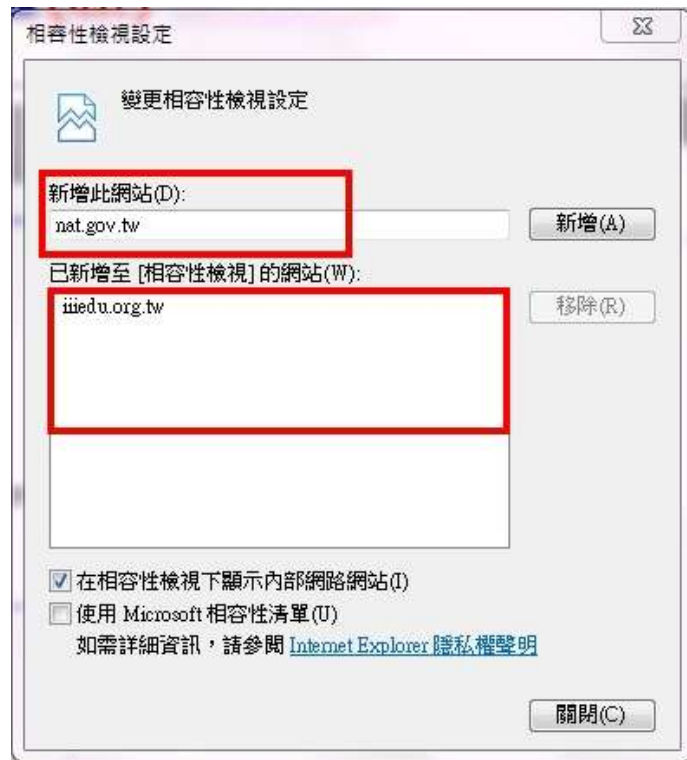 相容性檢視設定
變更相容性檢視設定
新增此網站(D):
nat.gov.tw
新增(A)
已新增至 [相容性檢視] 的網站(W):
iiiedu.org.tw
移除(R)
在相容性檢視下顯示內部網路網站(I)
使用 Microsoft 相容性清單(U)
如需詳細資訊，請參閱 Internet Explorer 隱私權聲明
關閉(C)